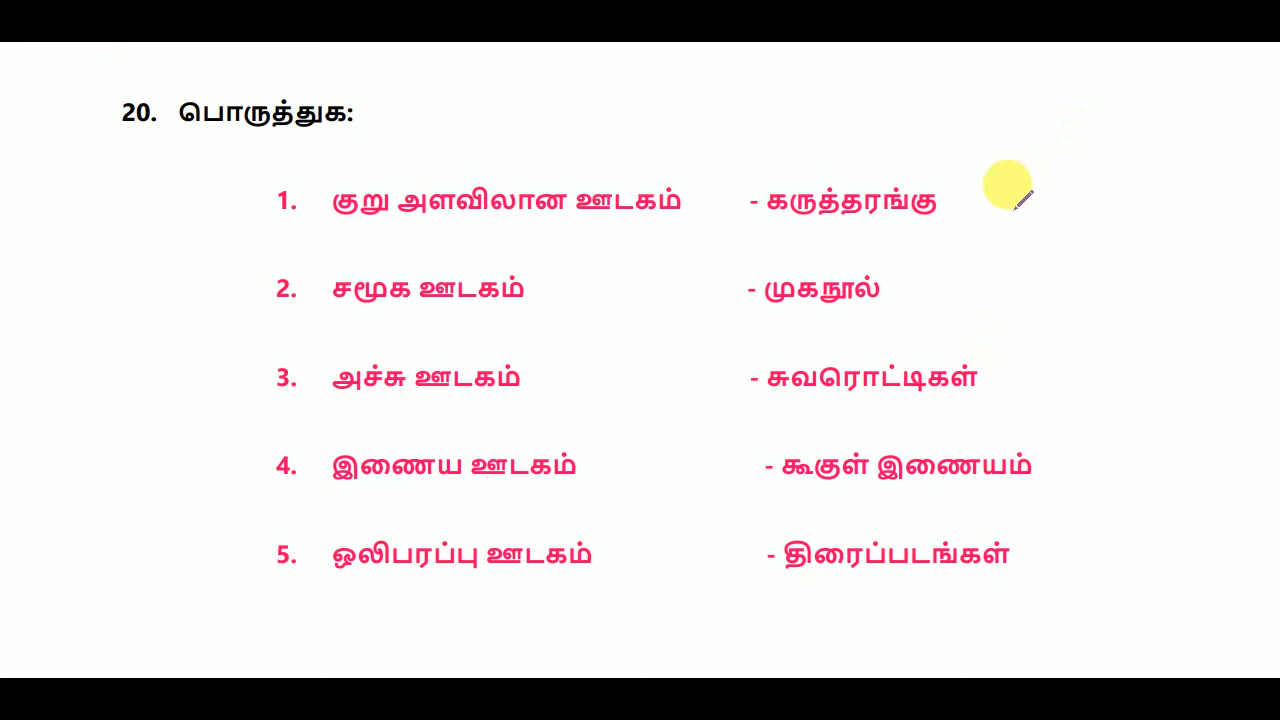 20. பொருத்துக:
1. குறு அளவிலான ஊடகம் - கருத்தரங்கு
2. சமூக ஊடகம் - முகநூல்
3. அச்சு ஊடகம் - சுவரொட்டிகள்
4. இணைய ஊடகம் - கூகுள் இணையம்
5. ஒலிபரப்பு ஊடகம் - திரைப்படங்கள்